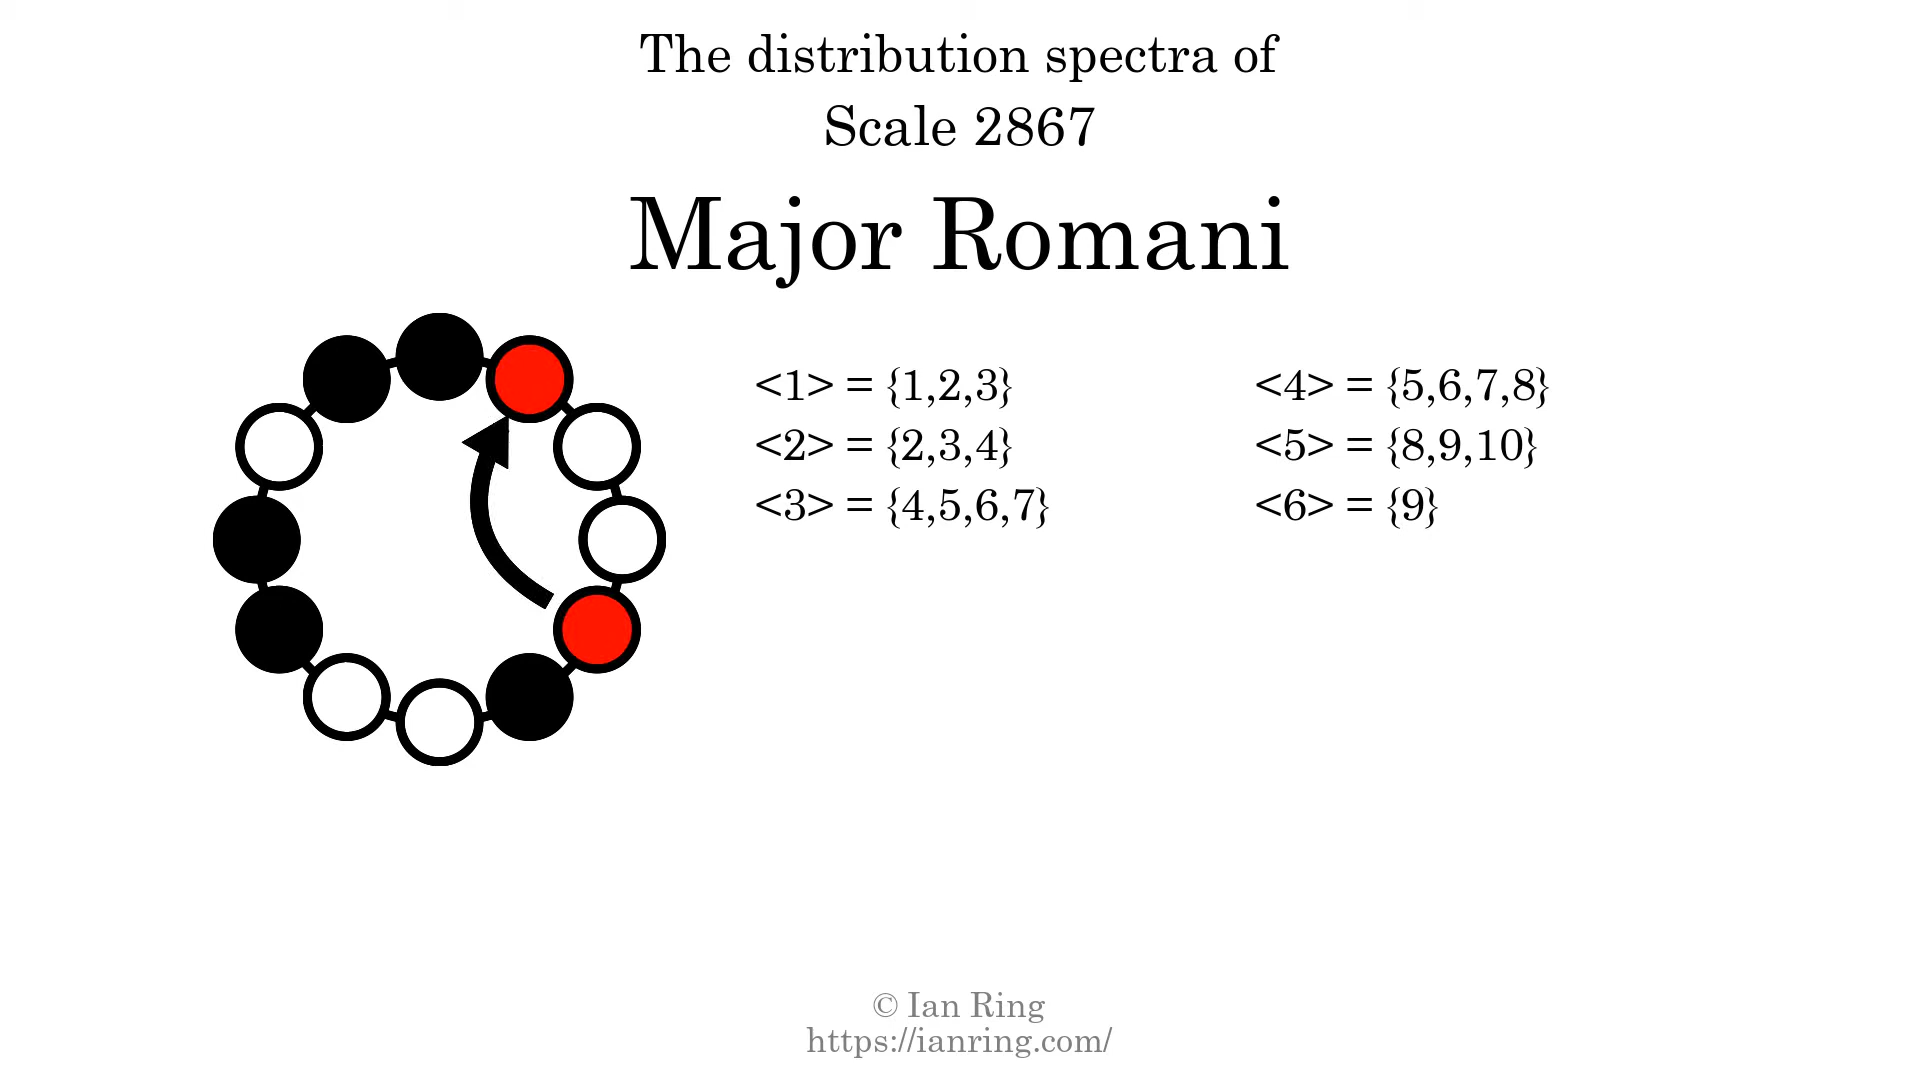 The distribution spectra of
Scale 2867
Major Romani
<1> = {1,2,3}
<2> = {2,3,4}
<3> = {4,5,6,7}
<4> = {5,6,7,8}
<5> = {8,9,10}
<6> = {9}
© Ian Ring
https://ianring.com/